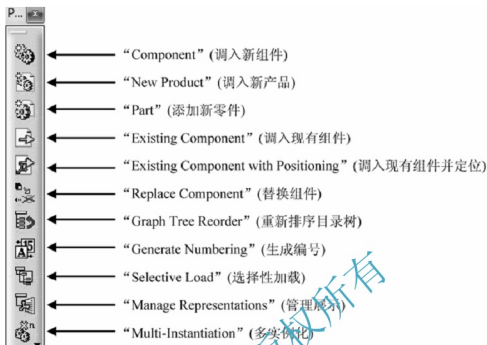 P...
“Component” (调入新组件)
“New Product” (调入新产品)
“Part” (添加新零件)
“Existing Component” (调入现有组件)
“Existing Component with Positioning” (调入现有组件并定位)
“Replace Component” (替换组件)
“Graph Tree Reorder” (重新排序目录树)
“Generate Numbering” (生成编号)
“Selective Load” (选择性加载)
“Manage Representations” (管理展示)
“Multi-Instantiation” (多实例化)
权所有